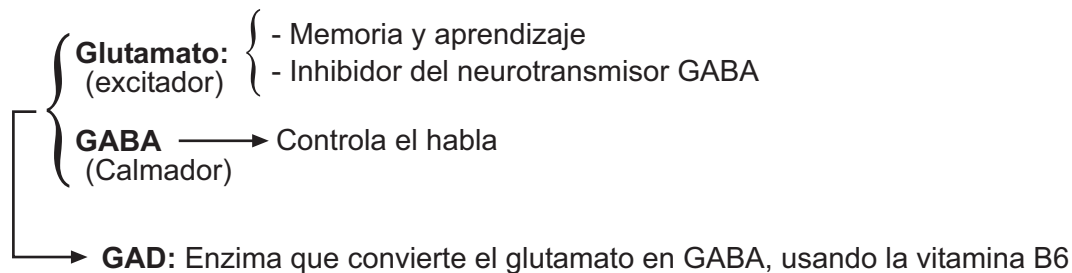 Glutamato:
(excitador)
- Memoria y aprendizaje
- Inhibidor del neurotransmisor GABA
GABA
(Calmador)
Controla el habla
GAD: Enzima que convierte el glutamato en GABA, usando la vitamina B6